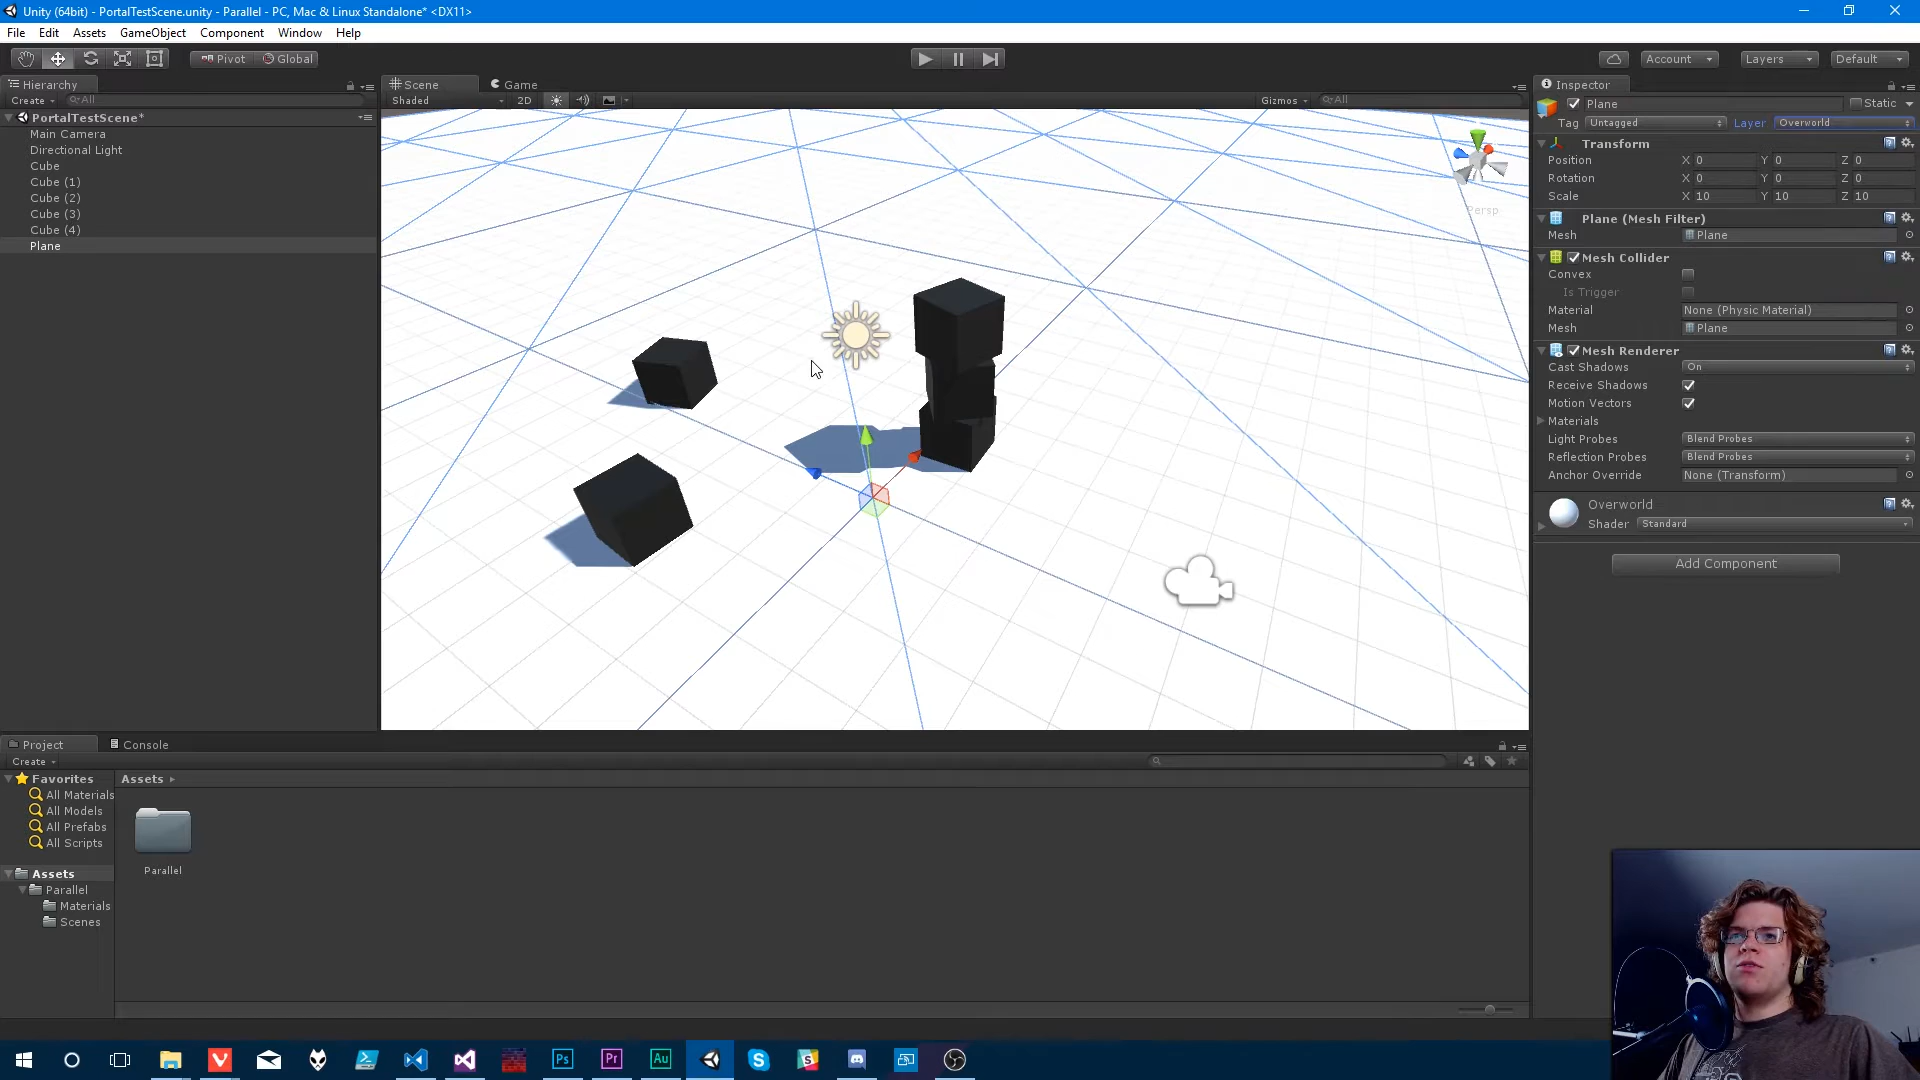 Unity (64bit) - PortalTestScene.unity - Parallel - PC, Mac & Linux Standalone* <DX11>
File Edit Assets GameObject Component Window Help
Pivot Global Account Layers Default
Hierarchy
Create All
PortalTestScene*
Main Camera
Directional Light
Cube
Cube (1)
Cube (2)
Cube (3)
Cube (4)
Plane
Scene Game
Shaded 2D Gizmos All
Persp
Inspector
Plane Static
Tag Untagged Layer Overworld
Transform
Position X 0 Y 0 Z 0
Rotation X 0 Y 0 Z 0
Scale X 10 Y 10 Z 10
Plane (Mesh Filter)
Mesh Plane
Mesh Collider
Convex
Is Trigger
Material None (Physic Material)
Mesh Plane
Mesh Renderer
Cast Shadows On
Receive Shadows
Motion Vectors
Materials
Light Probes Blend Probes
Reflection Probes Blend Probes
Anchor Override None (Transform)
Overworld
Shader Standard
Add Component
Project Console
Create
Favorites
All Materials
All Models
All Prefabs
All Scripts
Assets
Parallel
Materials
Scenes
Assets
Parallel
Ps Pr Au